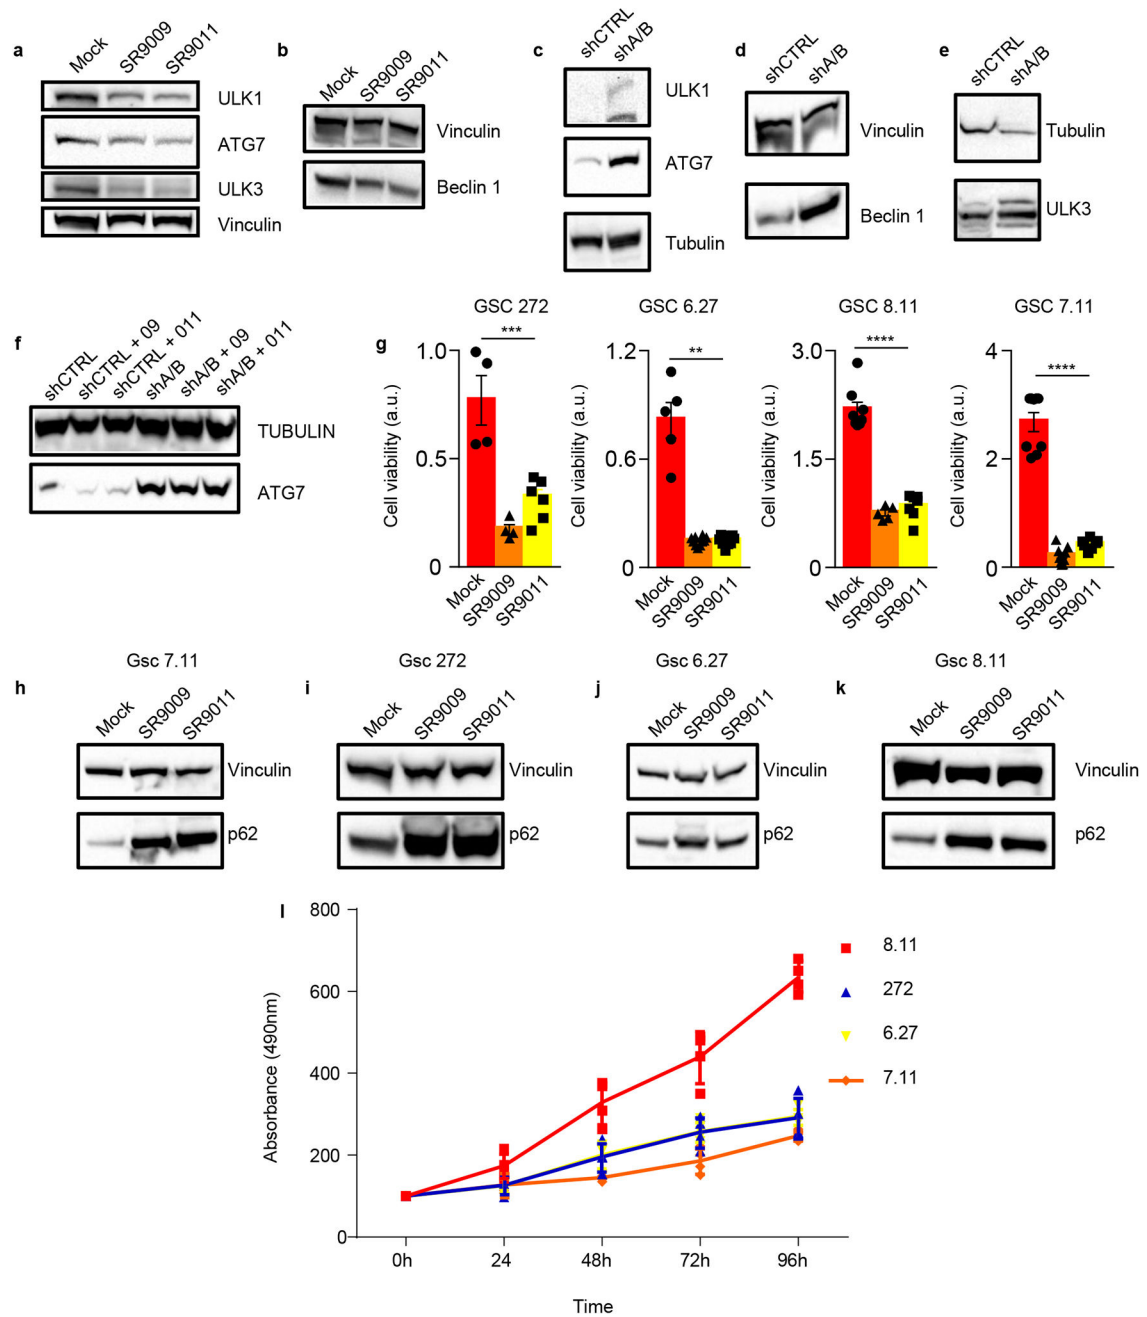 a
Mock
SR9009
SR9011
ULK1
ATG7
ULK3
Vinculin
b
Mock
SR9009
SR9011
Vinculin
Beclin 1
c
shCTRL
shA/B
ULK1
ATG7
Tubulin
d
shCTRL
shA/B
Vinculin
Beclin 1
e
shCTRL
shA/B
Tubulin
ULK3
f
shCTRL
shCTRL + 09
shCTRL + 011
shA/B
shA/B + 09
shA/B + 011
TUBULIN
ATG7
g
GSC 272
***
Cell viability (a.u.)
1.0
0.5
0
Mock
SR9009
SR9011
GSC 6.27
**
Cell viability (a.u.)
1.2
0.6
0
Mock
SR9009
SR9011
GSC 8.11
****
Cell viability (a.u.)
3.0
1.5
0
Mock
SR9009
SR9011
GSC 7.11
****
Cell viability (a.u.)
4
2
0
Mock
SR9009
SR9011
h
Gsc 7.11
Mock
SR9009
SR9011
Vinculin
p62
i
Gsc 272
Mock
SR9009
SR9011
Vinculin
p62
j
Gsc 6.27
Mock
SR9009
SR9011
Vinculin
p62
k
Gsc 8.11
Mock
SR9009
SR9011
Vinculin
p62
l
Absorbance (490nm)
800
600
400
200
0
0h
24
48h
72h
96h
Time
8.11
272
6.27
7.11